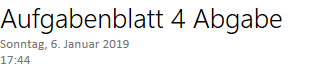 Aufgabenblatt 4 Abgabe
Sonntag, 6. Januar 2019
17:44